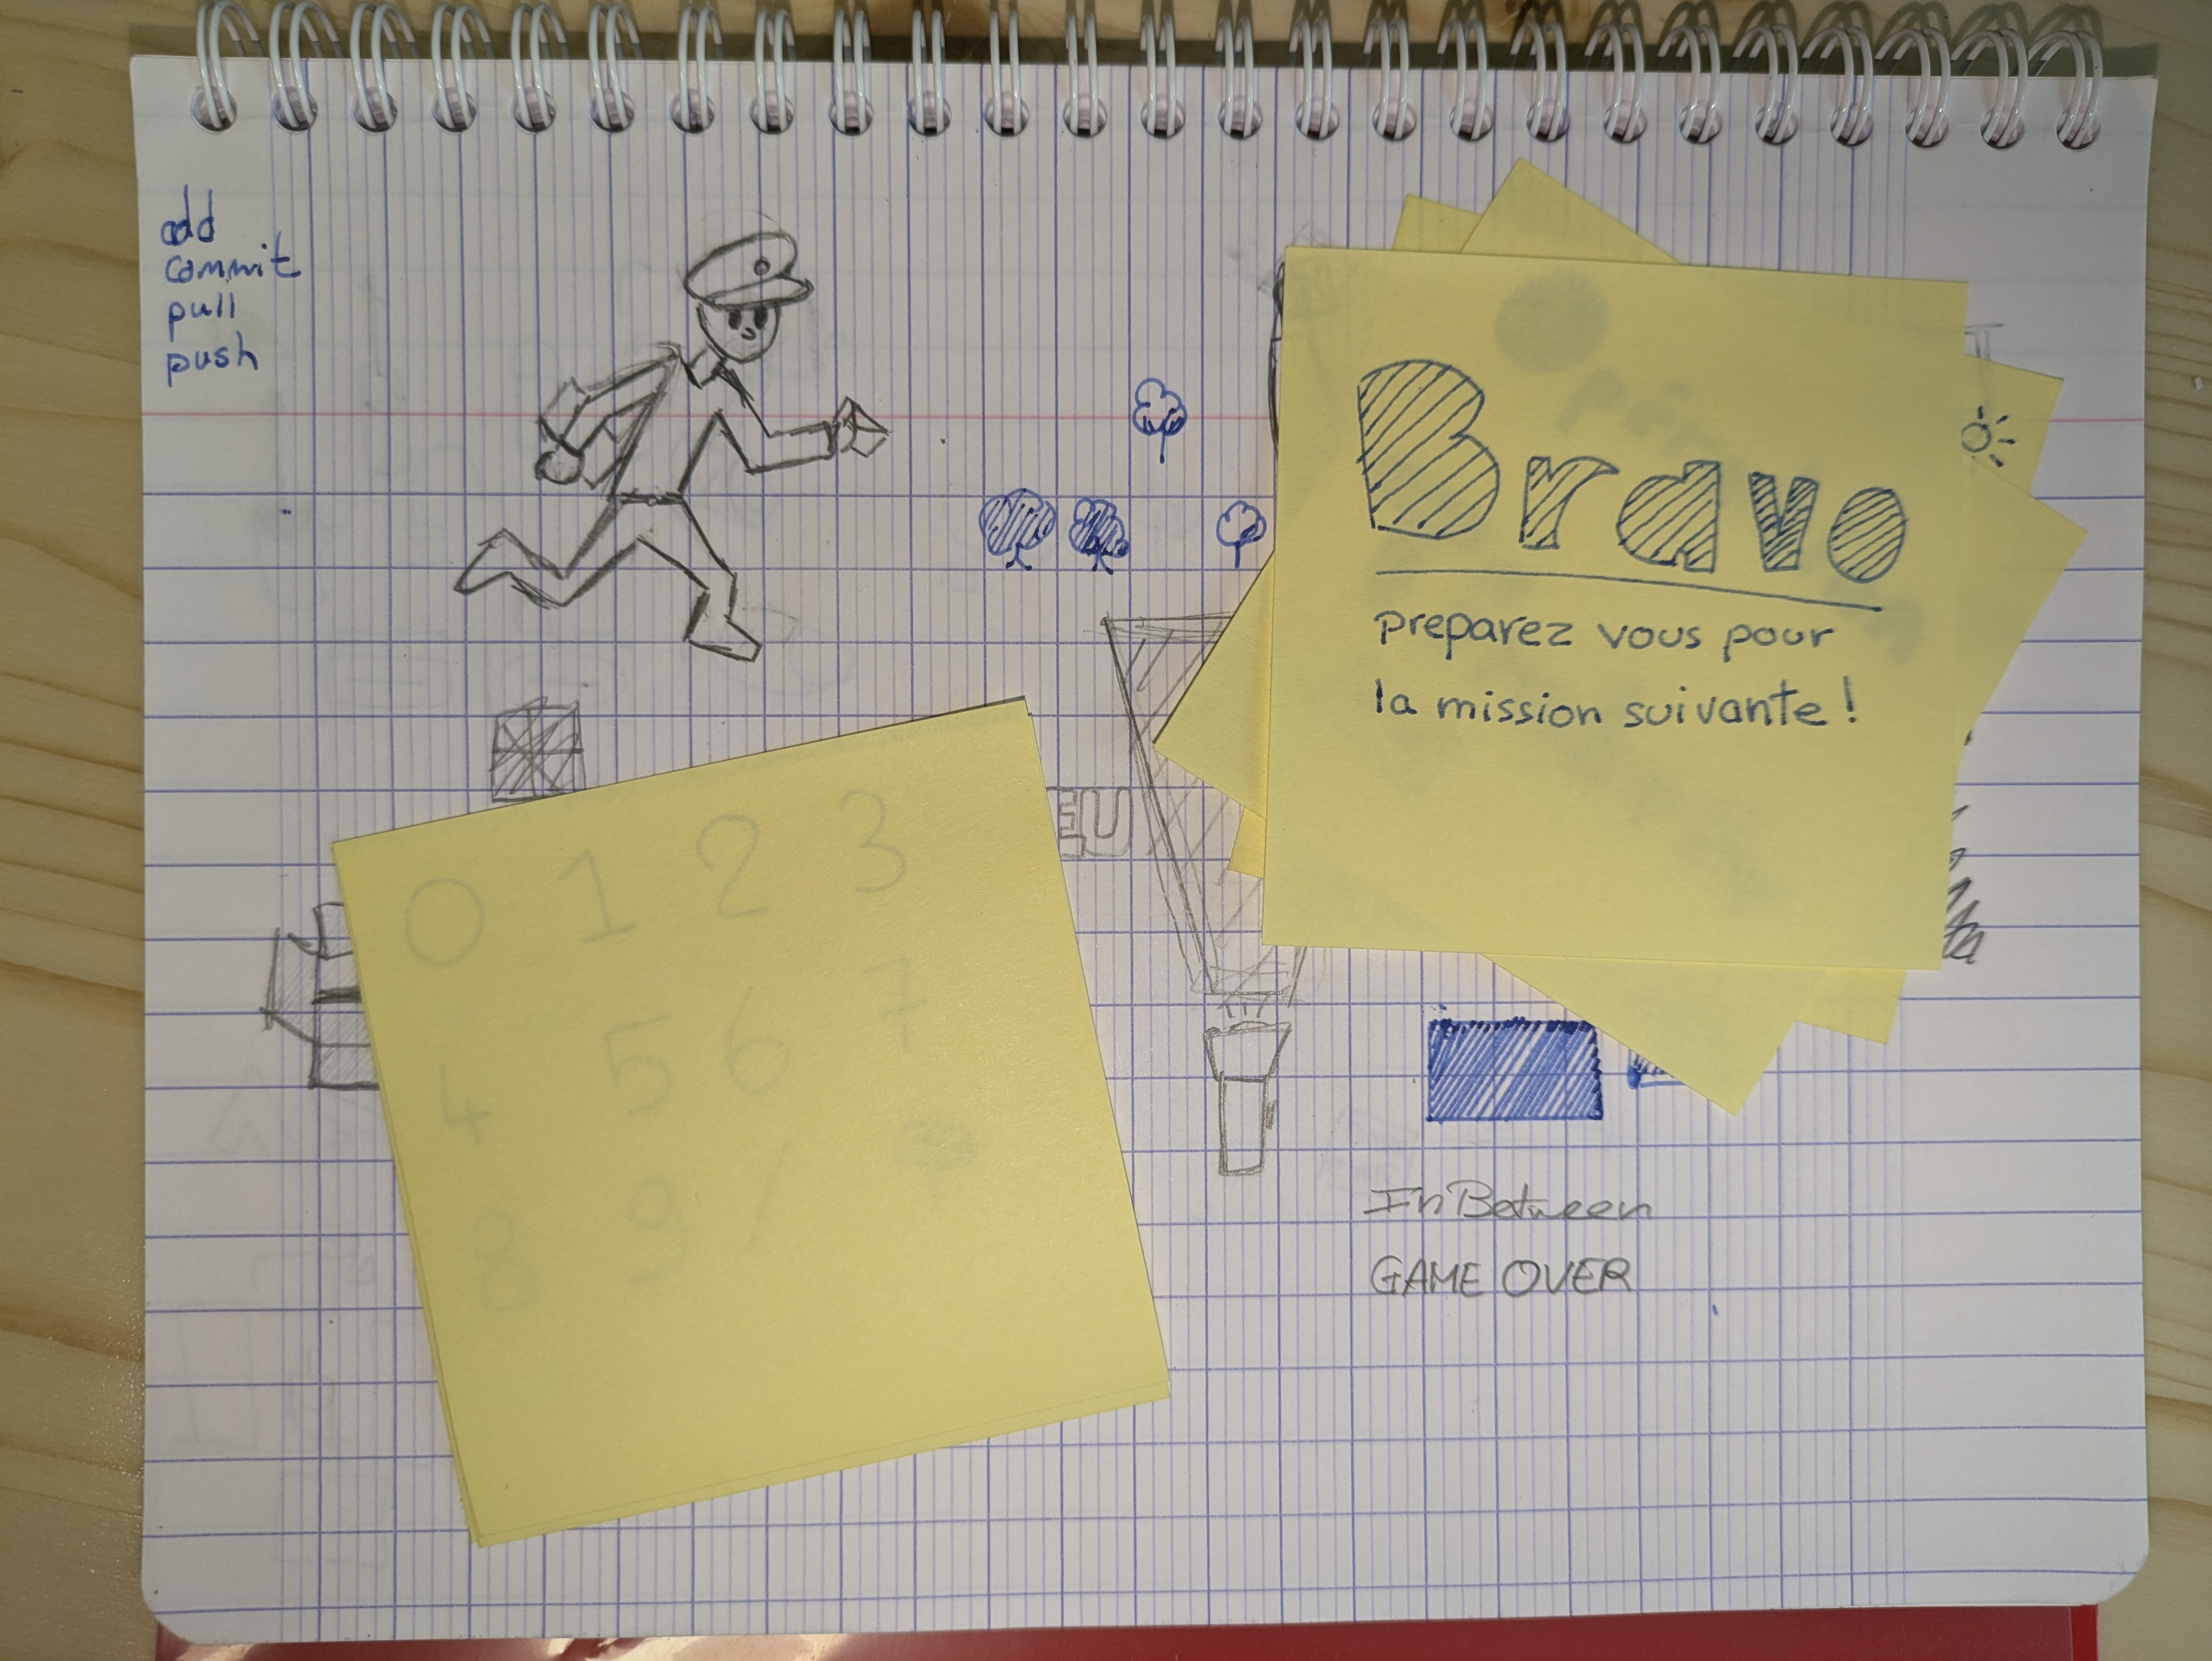 add
commit
pull
push
Bravo
preparez vous pour
la mission suivante !
EU
0 1 2 3
4 5 6 7
8 9 /
InBetween
GAME OVER